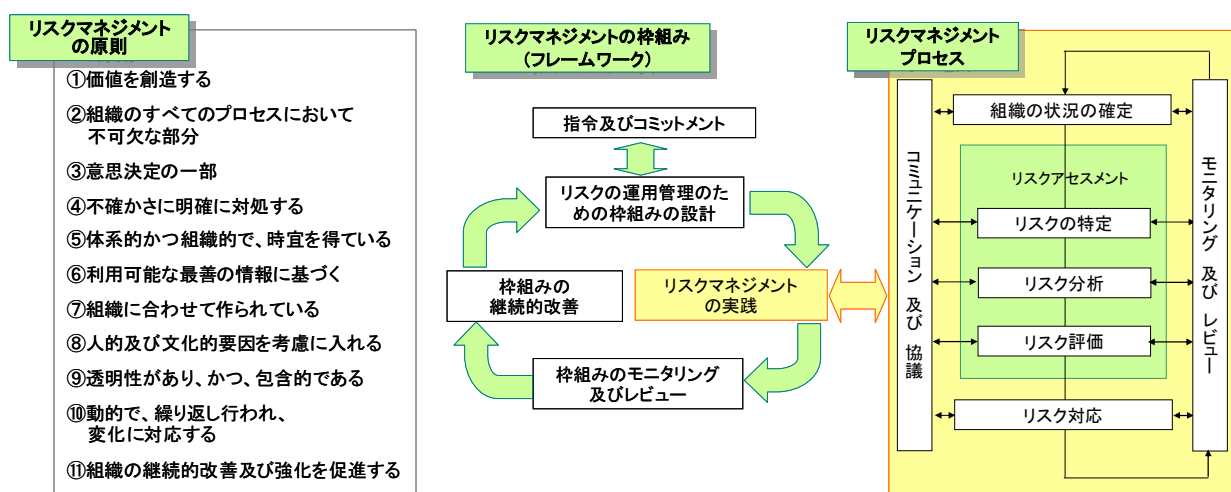 リスクマネジメント
の原則
①価値を創造する
②組織のすべてのプロセスにおいて
不可欠な部分
③意思決定の一部
④不確かさに明確に対処する
⑤体系的かつ組織的で、時宜を得ている
⑥利用可能な最善の情報に基づく
⑦組織に合わせて作られている
⑧人的及び文化的要因を考慮に入れる
⑨透明性があり、かつ、包含的である
⑩動的で、繰り返し行われ、
変化に対応する
⑪組織の継続的改善及び強化を促進する
リスクマネジメントの枠組み
(フレームワーク)
指令及びコミットメント
リスクの運用管理のた
めの枠組みの設計
枠組みの
継続的改善
リスクマネジメント
の実践
枠組みのモニタリング
及びレビュー
リスクマネジメント
プロセス
コミュニケーション 及び 協議
組織の状況の確定
リスクアセスメント
リスクの特定
リスク分析
リスク評価
リスク対応
モニタリング 及び レビュー